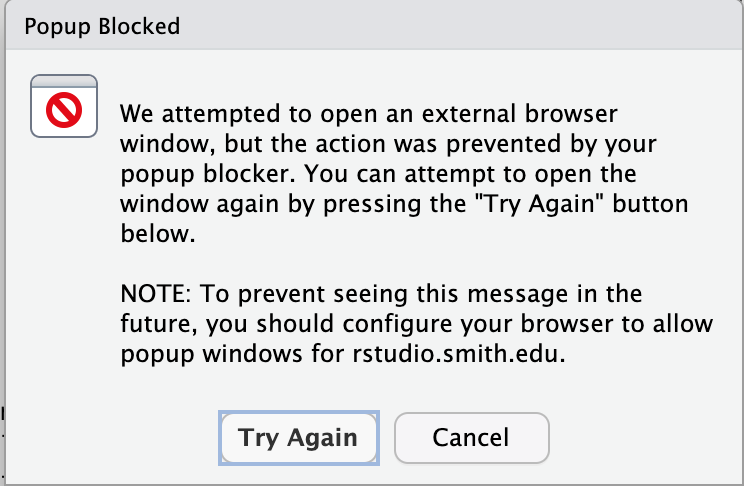 Popup Blocked
We attempted to open an external browser
window, but the action was prevented by your
popup blocker. You can attempt to open the
window again by pressing the "Try Again" button
below.
NOTE: To prevent seeing this message in the
future, you should configure your browser to allow
popup windows for rstudio.smith.edu.
Try Again
Cancel